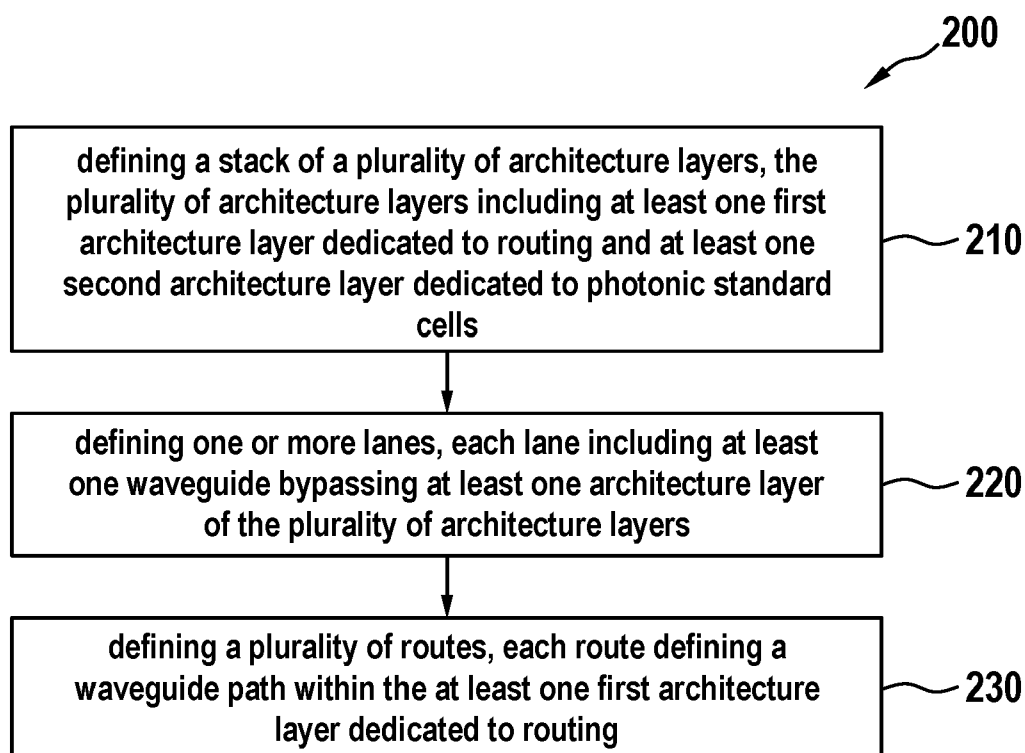 200
defining a stack of a plurality of architecture layers, the
plurality of architecture layers including at least one first
architecture layer dedicated to routing and at least one
second architecture layer dedicated to photonic standard
cells
210
defining one or more lanes, each lane including at least
one waveguide bypassing at least one architecture layer
of the plurality of architecture layers
220
defining a plurality of routes, each route defining a
waveguide path within the at least one first architecture
layer dedicated to routing
230